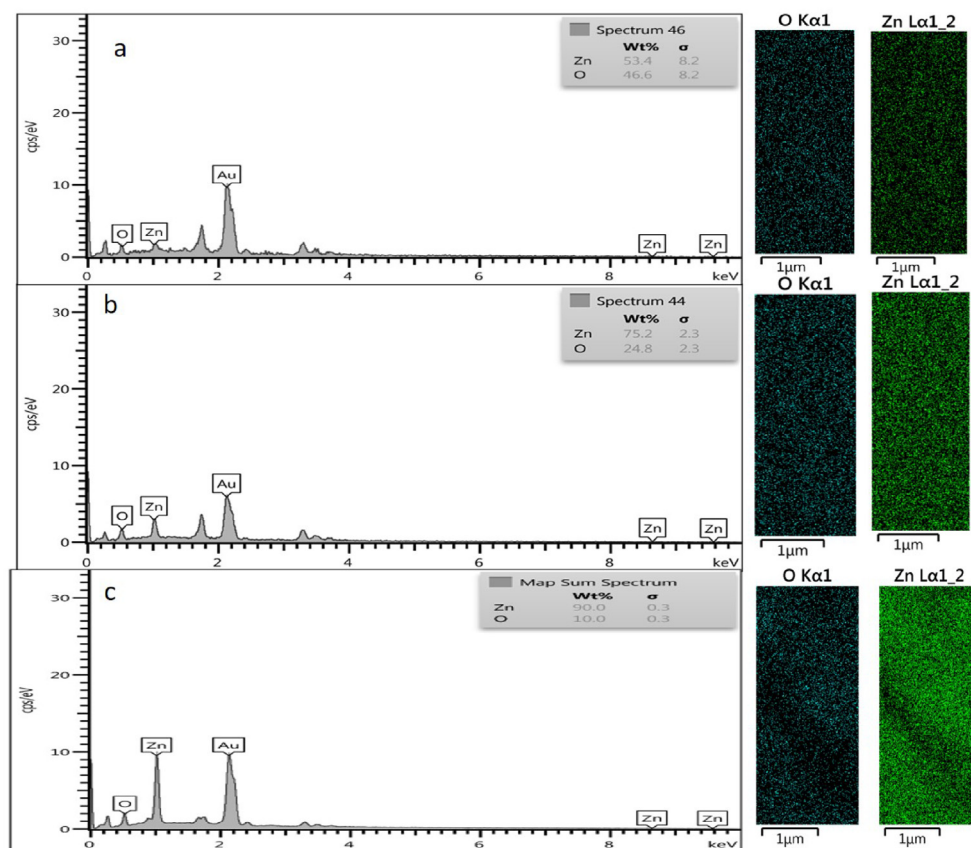 a
Spectrum 46
Wt% σ
Zn 53.4 8.2
O 46.6 8.2
30
20
10
0
cps/eV
O
Zn
Au
Zn
Zn
0 2 4 6 8 keV
O Kα1
Zn Lα1_2
1µm
1µm
b
Spectrum 44
Wt% σ
Zn 75.2 2.3
O 24.8 2.3
30
20
10
0
cps/eV
O
Zn
Au
Zn
Zn
0 2 4 6 8 keV
O Kα1
Zn Lα1_2
1µm
1µm
c
Map Sum Spectrum
Wt% σ
Zn 90.0 0.3
O 10.0 0.3
30
20
10
0
cps/eV
O
Zn
Au
Zn
Zn
0 2 4 6 8 keV
O Kα1
Zn Lα1_2
1µm
1µm